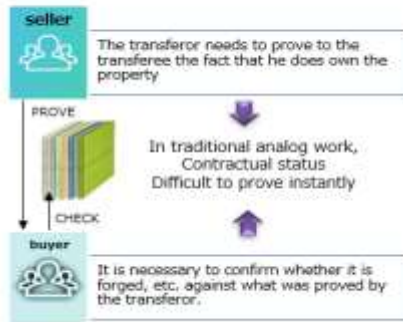 seller
The transferor needs to prove to the
transferee the fact that he does own the
property
PROVE
In traditional analog work,
Contractual status
Difficult to prove instantly
CHECK
buyer
It is necessary to confirm whether it is
forged, etc. against what was proved
by the transferor.